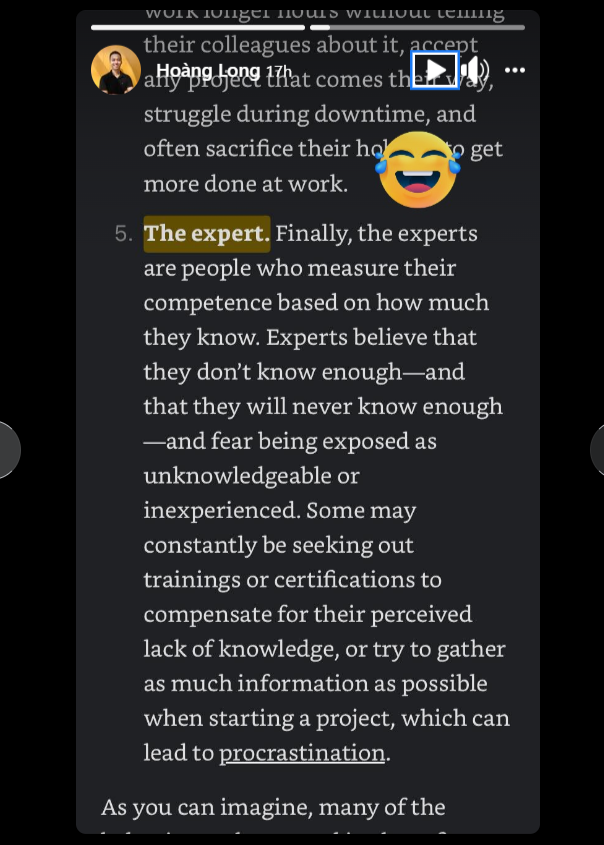 work longer hours without telling
their colleagues about it, accept
Hoàng Long 17h
any project that comes their way,
struggle during downtime, and
often sacrifice their to get
more done at work.
5. The expert. Finally, the experts
are people who measure their
competence based on how much
they know. Experts believe that
they don’t know enough—and
that they will never know enough
—and fear being exposed as
unknowledgeable or
inexperienced. Some may
constantly be seeking out
trainings or certifications to
compensate for their perceived
lack of knowledge, or try to gather
as much information as possible
when starting a project, which can
lead to procrastination.
As you can imagine, many of the